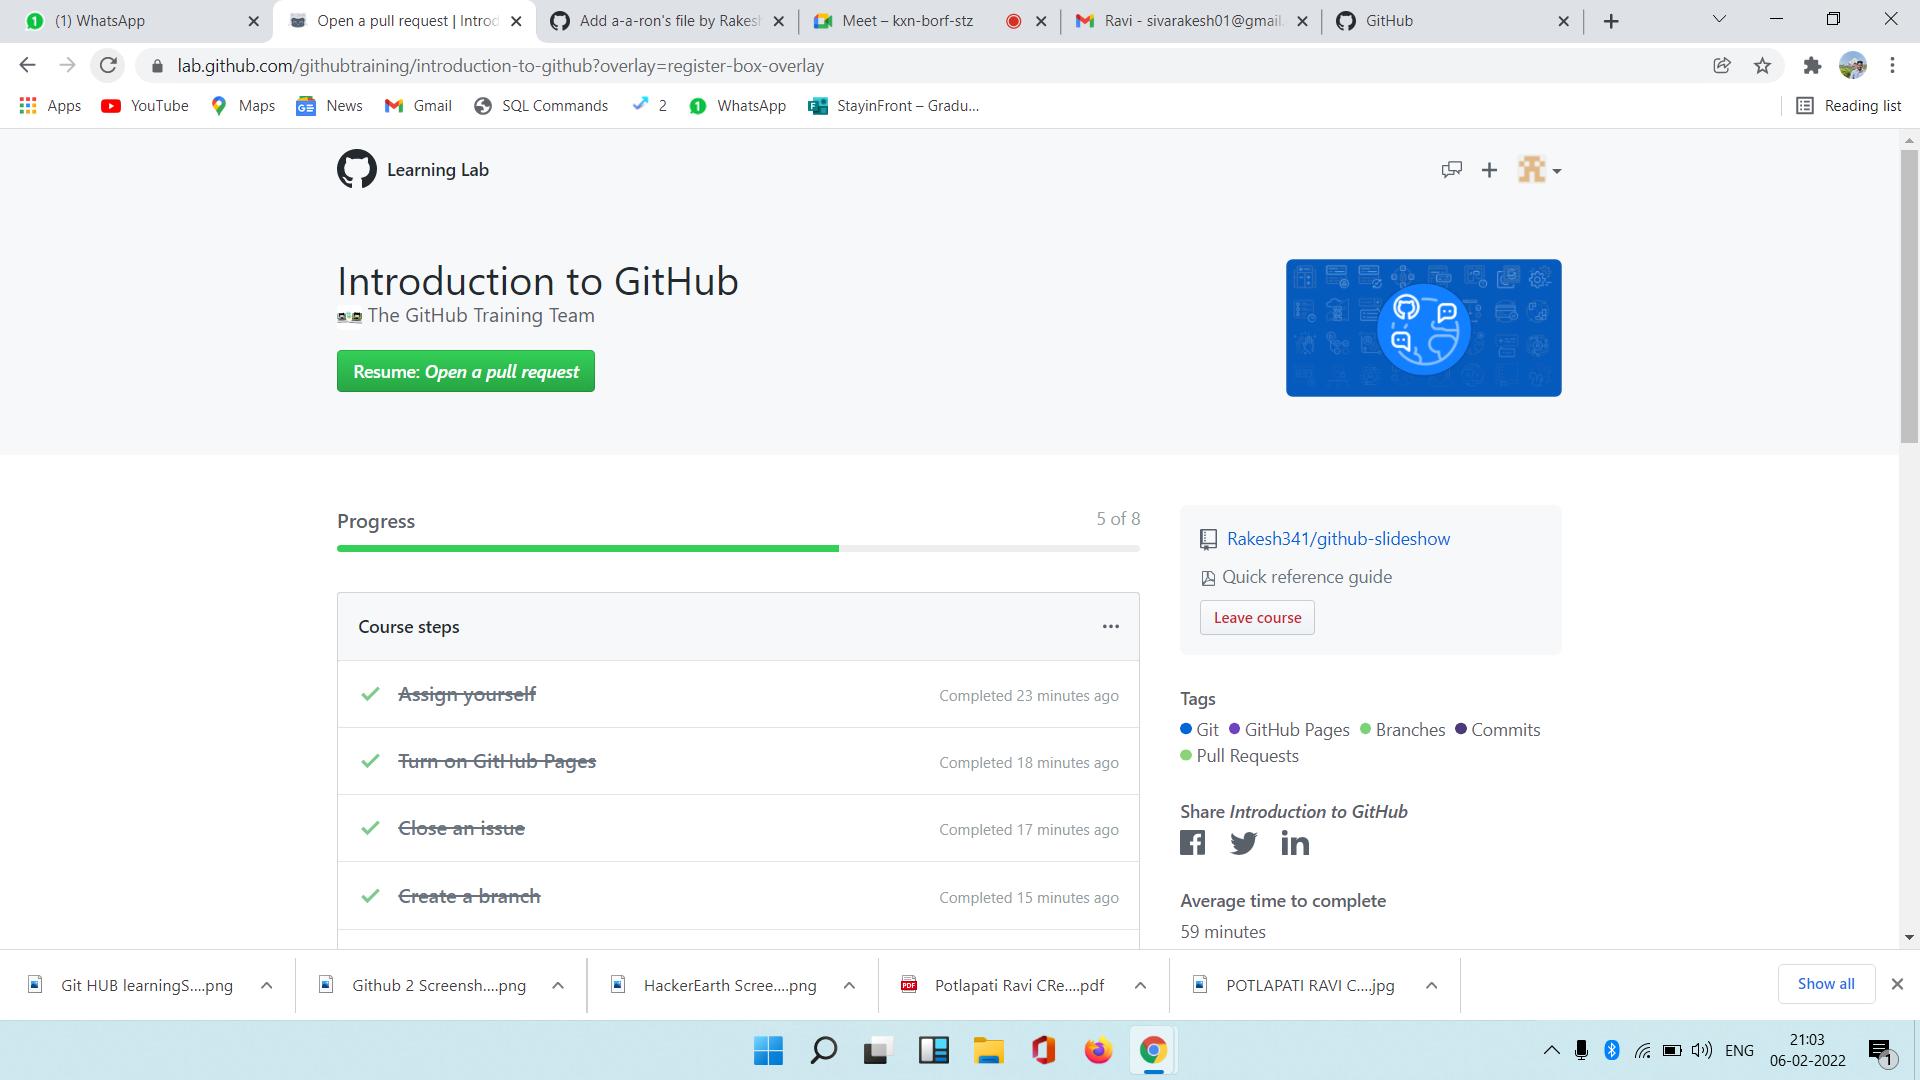 (1) WhatsApp
Open a pull request | Introd
Add a-a-ron's file by Rakesh
Meet – kxn-borf-stz
Ravi - sivarakesh01@gmail.
GitHub
lab.github.com/githubtraining/introduction-to-github?overlay=register-box-overlay
Apps YouTube Maps News Gmail SQL Commands 2 WhatsApp StayinFront – Gradu... Reading list
Learning Lab
Introduction to GitHub
The GitHub Training Team
Resume: Open a pull request
Progress 5 of 8
Course steps
Assign yourself Completed 23 minutes ago
Turn on GitHub Pages Completed 18 minutes ago
Close an issue Completed 17 minutes ago
Create a branch Completed 15 minutes ago
Rakesh341/github-slideshow
Quick reference guide
Leave course
Tags
Git GitHub Pages Branches Commits
Pull Requests
Share Introduction to GitHub
Average time to complete
59 minutes
Git HUB learningS....png
Github 2 Screensh....png
HackerEarth Scree....png
Potlapati Ravi CRe....pdf
POTLAPATI RAVI C....jpg
Show all
ENG
21:03
06-02-2022
1